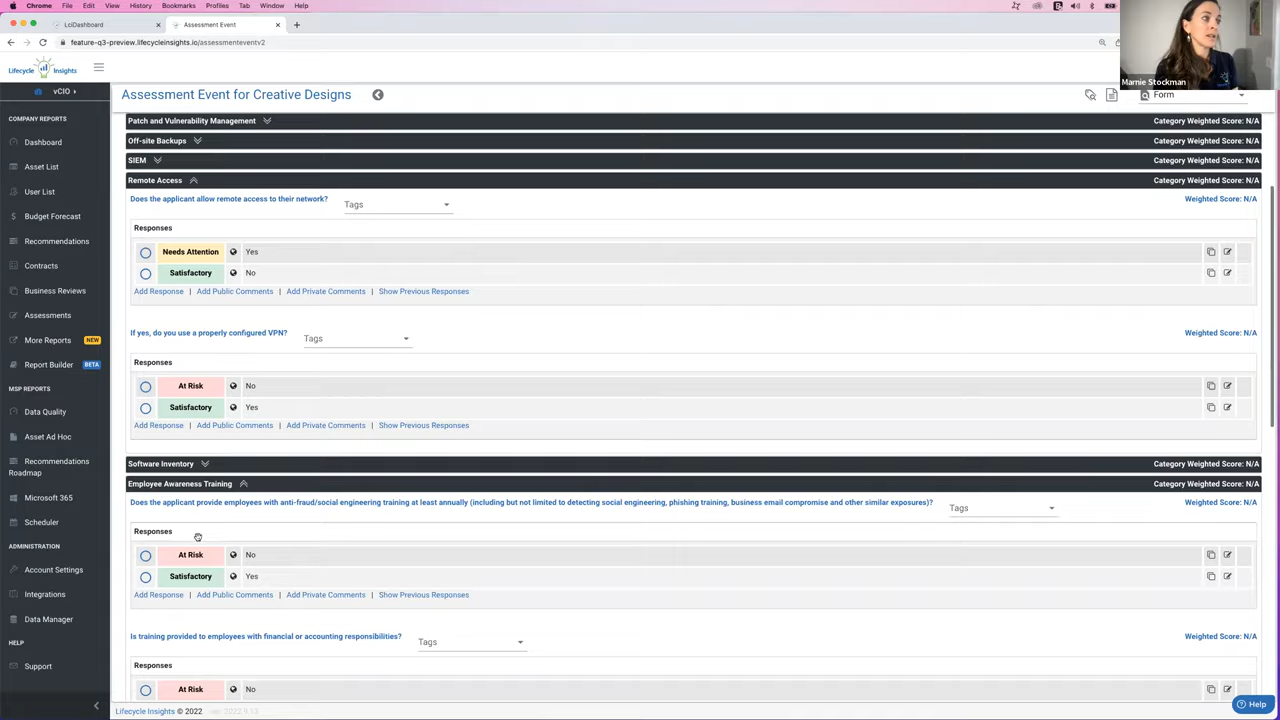 Chrome File Edit View History Bookmarks Profiles Tab Window Help
LciDashboard
Assessment Event
feature-q3-preview.lifecycleinsights.io/assessmenteventv2
Marnie Stockman
Lifecycle Insights
vCIO
Assessment Event for Creative Designs
Form
COMPANY REPORTS
Dashboard
Asset List
User List
Budget Forecast
Recommendations
Contracts
Business Reviews
Assessments
More Reports NEW
Report Builder BETA
MSP REPORTS
Data Quality
Asset Ad Hoc
Recommendations
Roadmap
Microsoft 365
Scheduler
ADMINISTRATION
Account Settings
Integrations
Data Manager
HELP
Support
Patch and Vulnerability Management Category Weighted Score: N/A
Off-site Backups Category Weighted Score: N/A
SIEM Category Weighted Score: N/A
Remote Access Category Weighted Score: N/A
Does the applicant allow remote access to their network? Tags Weighted Score: N/A
Responses
Needs Attention Yes
Satisfactory No
Add Response | Add Public Comments | Add Private Comments | Show Previous Responses
If yes, do you use a properly configured VPN? Tags Weighted Score: N/A
Responses
At Risk No
Satisfactory Yes
Add Response | Add Public Comments | Add Private Comments | Show Previous Responses
Software Inventory Category Weighted Score: N/A
Employee Awareness Training Category Weighted Score: N/A
Does the applicant provide employees with anti-fraud/social engineering training at least annually (including but not limited to detecting social engineering, phishing training, business email compromise and other similar exposures)? Tags Weighted Score: N/A
Responses
At Risk No
Satisfactory Yes
Add Response | Add Public Comments | Add Private Comments | Show Previous Responses
Is training provided to employees with financial or accounting responsibilities? Tags Weighted Score: N/A
Responses
At Risk No
Lifecycle Insights © 2022 2022.9.13
Help